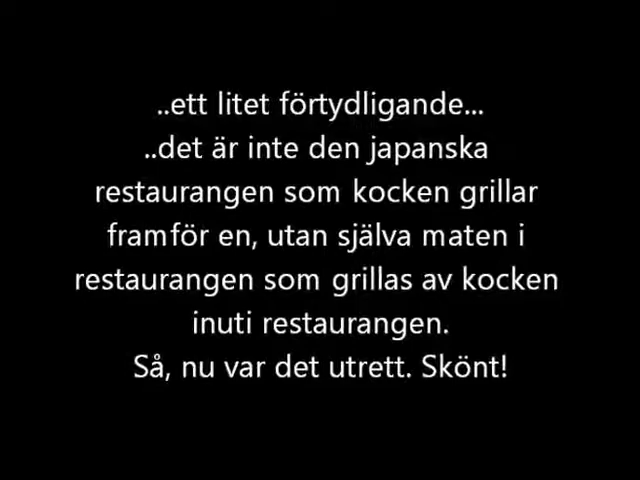 ..ett litet förtydligande...
..det är inte den japanska
restaurangen som kocken grillar
framför en, utan själva maten i
restaurangen som grillas av kocken
inuti restaurangen.
Så, nu var det utrett. Skönt!